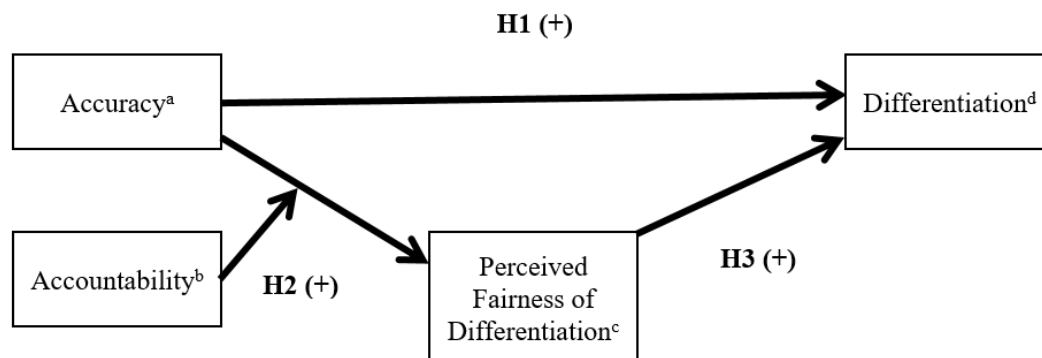 H1 (+)
Accuracyᵃ
Differentiationᵈ
Accountabilityᵇ
H2 (+)
Perceived
Fairness of
Differentiationᶜ
H3 (+)